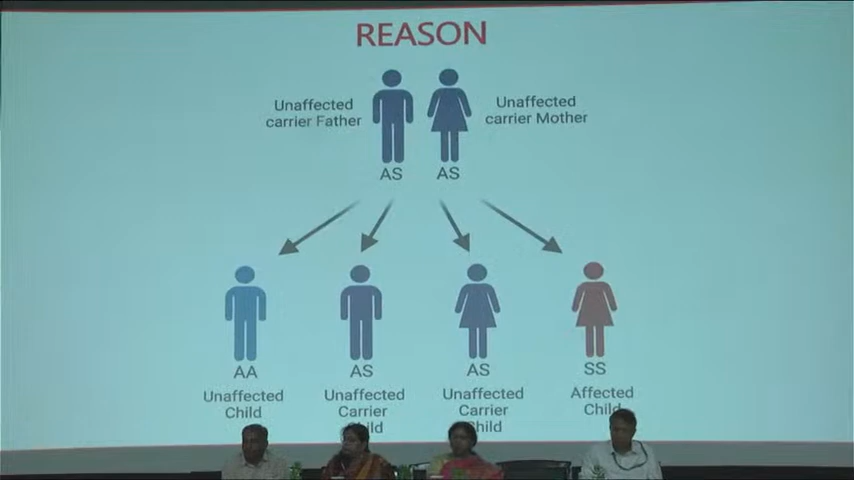 REASON
Unaffected
carrier Father
Unaffected
carrier Mother
AS
AS
AA
AS
AS
SS
Unaffected
Child
Unaffected
Carrier
Unaffected
Carrier
Affected
Child